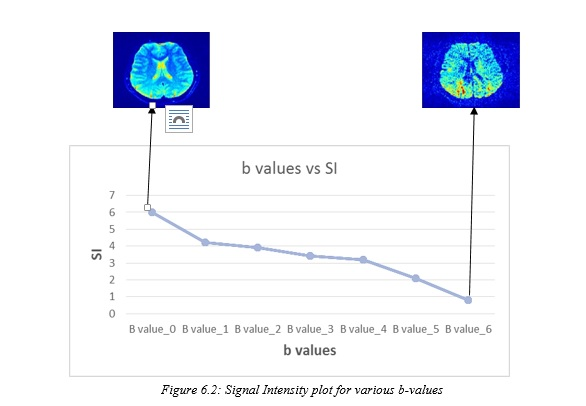 b values vs SI
7
6
5
4
3
2
1
0
SI
B value_0 B value_1 B value_2 B value_3 B value_4 B value_5 B value_6
b values
Figure 6.2: Signal Intensity plot for various b-values